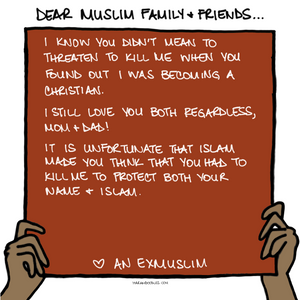 DEAR MUSLIM FAMILY & FRIENDS...
I KNOW YOU DIDN'T MEAN TO
THREATEN TO KILL ME WHEN YOU
FOUND OUT I WAS BECOMING A
CHRISTIAN.
I STILL LOVE YOU BOTH REGARDLESS,
MOM & DAD!
IT IS UNFORTUNATE THAT ISLAM
MADE YOU THINK THAT YOU HAD TO
KILL ME TO PROTECT BOTH YOUR
NAME & ISLAM.
♡ AN EXMUSLIM